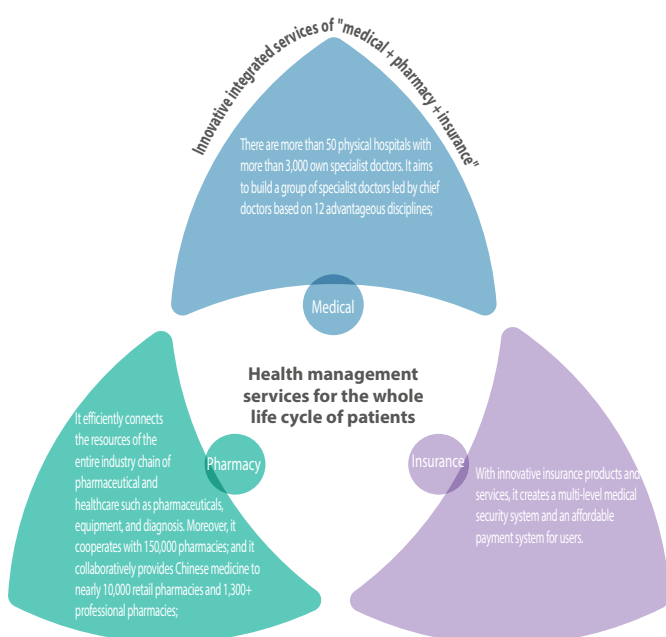 Innovative integrated services of "medical + pharmacy + insurance"
There are more than 50 physical hospitals with
more than 3,000 own specialist doctors. It aims
to build a group of specialist doctors led by chief
doctors based on 12 advantageous disciplines;
Medical
Health management
services for the whole
life cycle of patients
It efficiently connects
the resources of the
entire industry chain of
pharmaceutical and
healthcare such as pharmaceuticals,
equipment, and diagnosis. Moreover, it
cooperates with 150,000 pharmacies; and it
collaboratively provides Chinese medicine to
nearly 10,000 retail pharmacies and 1,300+
professional pharmacies;
Pharmacy
Insurance
With innovative insurance products and
services, it creates a multi-level medical
security system and an affordable
payment system for users.